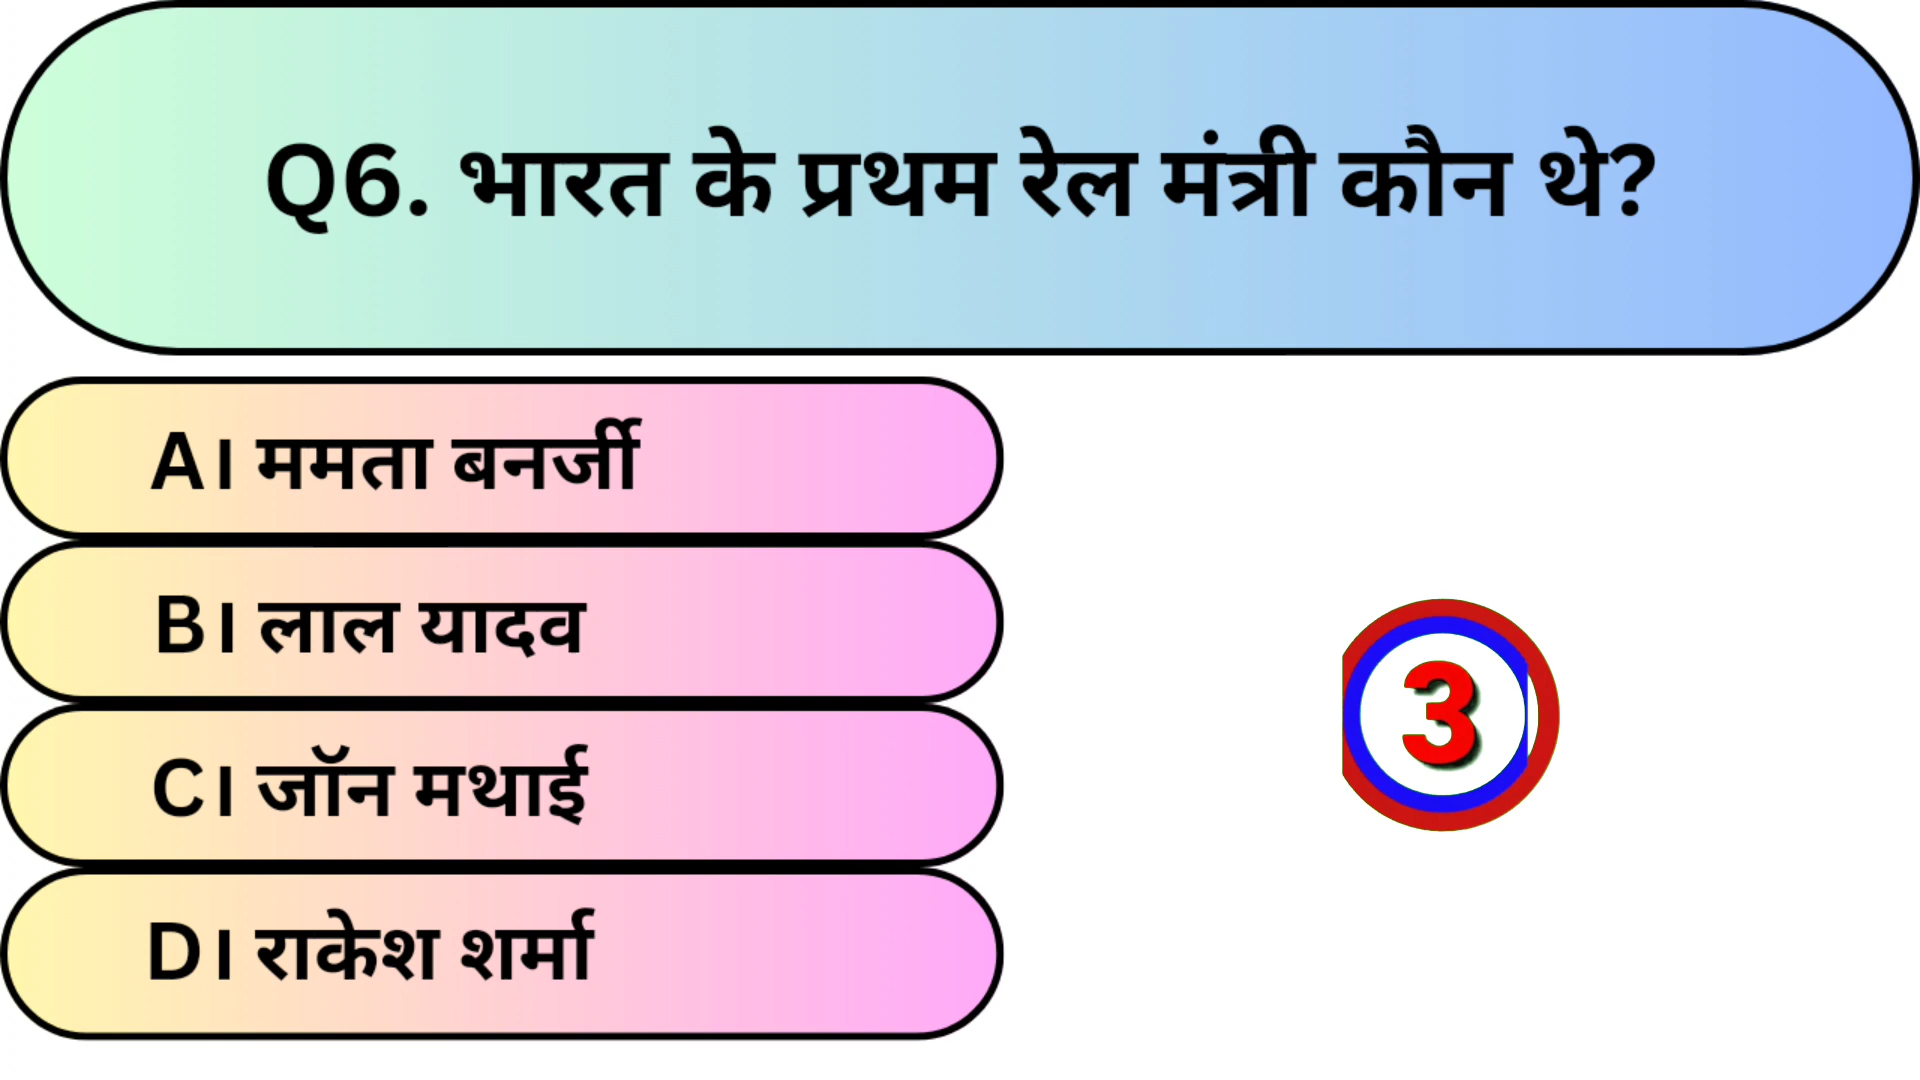 Q6. भारत के प्रथम रेल मंत्री कौन थे?
A। ममता बनर्जी
B। लाल यादव
C। जॉन मथाई
3
D। राकेश शर्मा